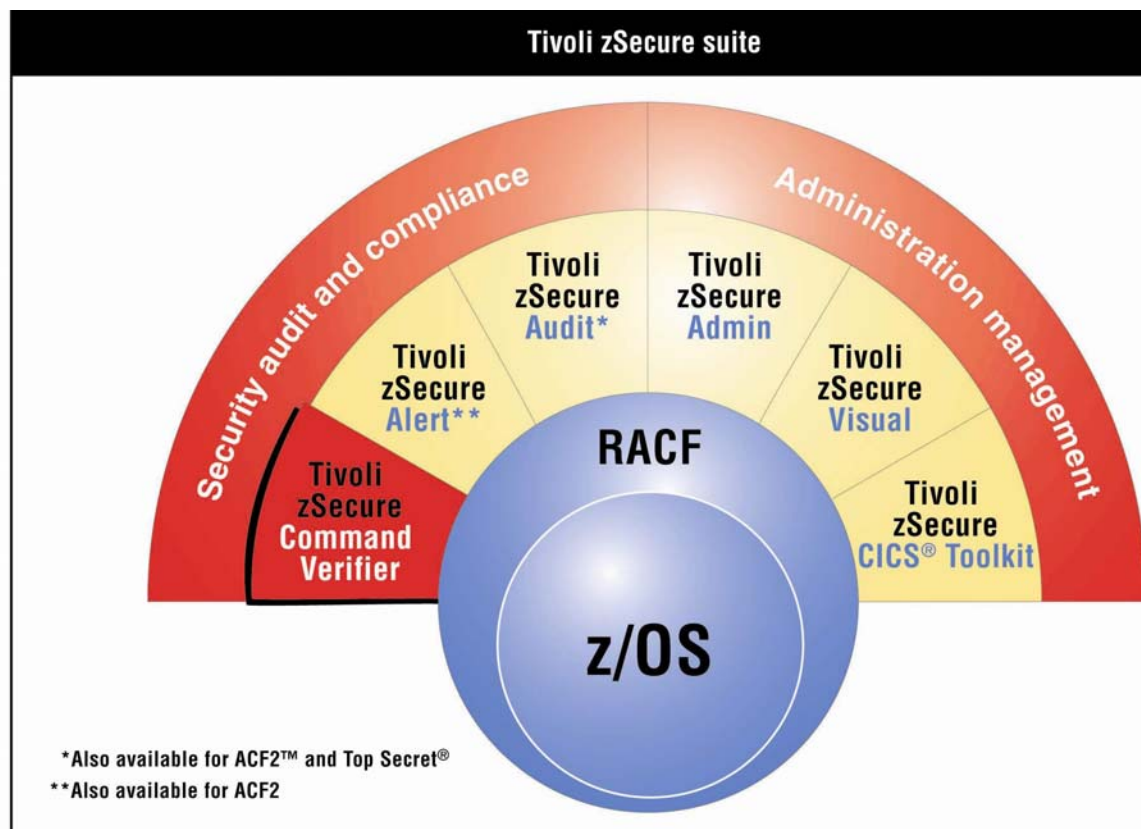 Tivoli zSecure suite
Security audit and compliance
Administration management
Tivoli
zSecure
Command
Verifier
Tivoli
zSecure
Alert**
Tivoli
zSecure
Audit*
Tivoli
zSecure
Admin
Tivoli
zSecure
Visual
Tivoli
zSecure
CICS® Toolkit
RACF
z/OS
*Also available for ACF2™ and Top Secret®
**Also available for ACF2